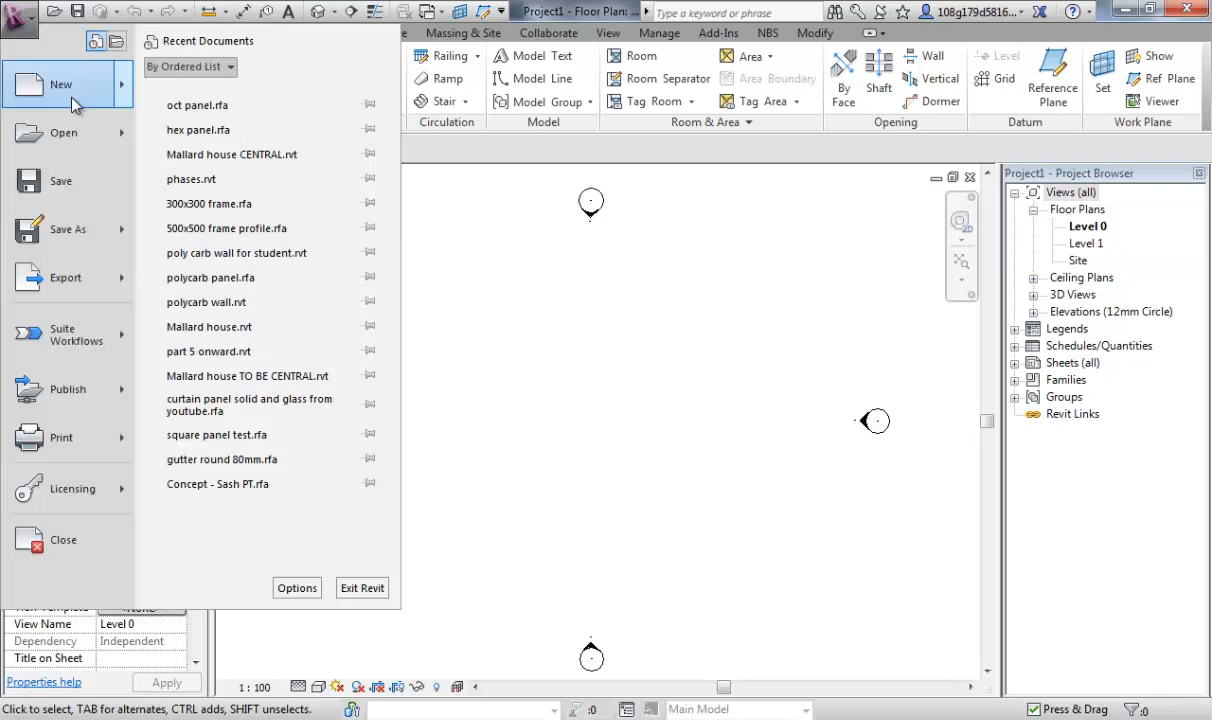 Project1 - Floor Plan: ...
Type a keyword or phrase
108g179d5816...
Massing & Site
Collaborate
View
Manage
Add-Ins
NBS
Modify
Railing
Ramp
Stair
Circulation
Model Text
Model Line
Model Group
Model
Room
Room Separator
Tag Room
Area
Area Boundary
Tag Area
Room & Area
By
Face
Shaft
Wall
Vertical
Dormer
Opening
Level
Grid
Reference
Plane
Datum
Set
Show
Ref Plane
Viewer
Work Plane
New
Open
Save
Save As
Export
Suite
Workflows
Publish
Print
Licensing
Close
Recent Documents
By Ordered List
oct panel.rfa
hex panel.rfa
Mallard house CENTRAL.rvt
phases.rvt
300x300 frame.rfa
500x500 frame profile.rfa
poly carb wall for student.rvt
polycarb panel.rfa
polycarb wall.rvt
Mallard house.rvt
part 5 onward.rvt
Mallard house TO BE CENTRAL.rvt
curtain panel solid and glass from
youtube.rfa
square panel test.rfa
gutter round 80mm.rfa
Concept - Sash PT.rfa
Options
Exit Revit
2D
Project1 - Project Browser
Views (all)
Floor Plans
Level 0
Level 1
Site
Ceiling Plans
3D Views
Elevations (12mm Circle)
Legends
Schedules/Quantities
Sheets (all)
Families
Groups
Revit Links
View Template
<None>
View Name
Level 0
Dependency
Independent
Title on Sheet
Properties help
Apply
1 : 100
Click to select, TAB for alternates, CTRL adds, SHIFT unselects.
:0
Main Model
Press & Drag
:0